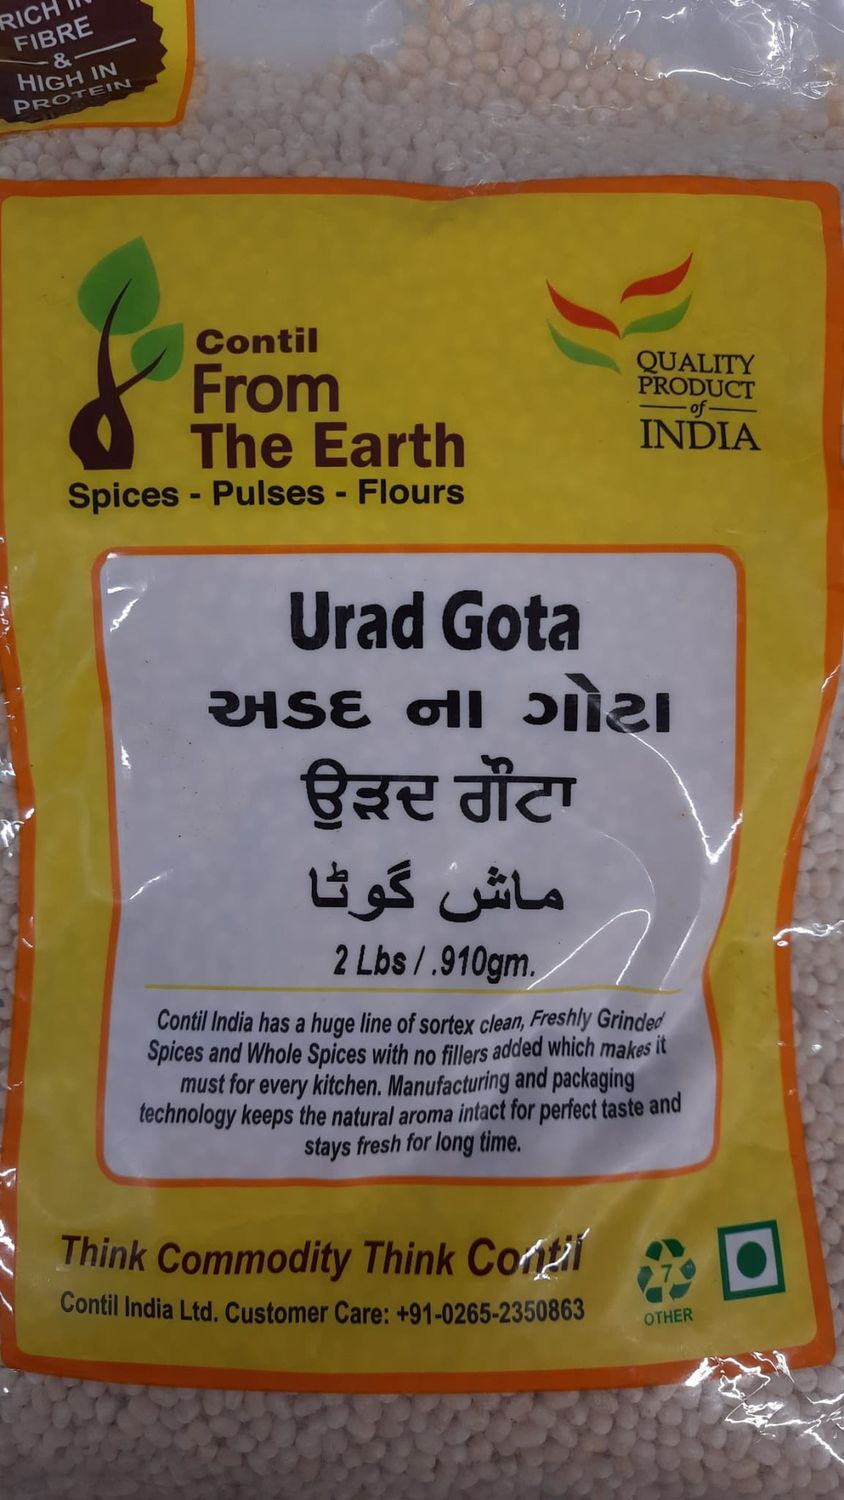 RICH IN
FIBRE
&
HIGH IN
PROTEIN
Contil
From
The Earth
Spices - Pulses - Flours
QUALITY
PRODUCT
of
INDIA
Urad Gota
અડદ ના ગોટા
ਉੜਦ ਗੌਟਾ
ماش گوٹا
2 Lbs / .910gm.
Contil India has a huge line of sortex clean, Freshly Grinded
Spices and Whole Spices with no fillers added which makes it
must for every kitchen. Manufacturing and packaging
technology keeps the natural aroma intact for perfect taste and
stays fresh for long time.
Think Commodity Think Contil
Contil India Ltd. Customer Care: +91-0265-2350863
7
OTHER